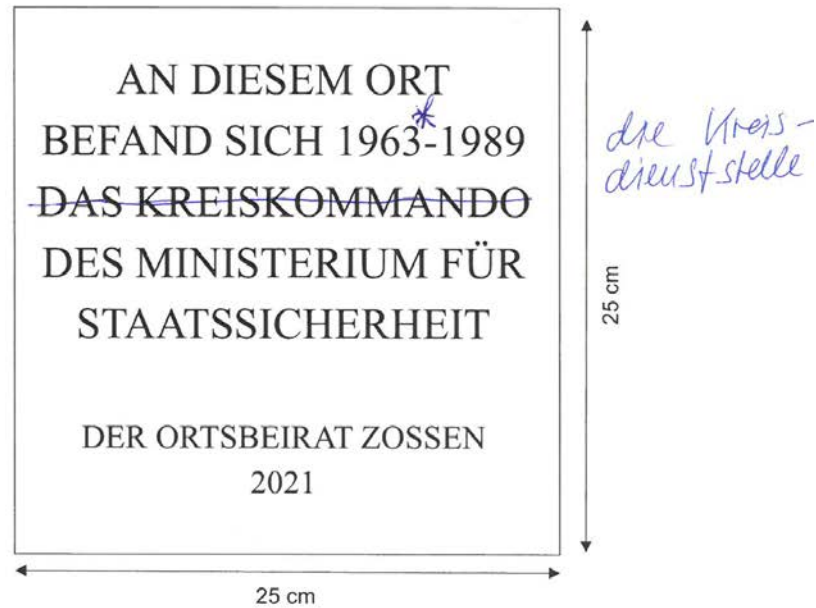 AN DIESEM ORT
BEFAND SICH 1963*-1989
DAS KREISKOMMANDO
DES MINISTERIUM FÜR
STAATSSICHERHEIT
DER ORTSBEIRAT ZOSSEN
2021
die Kreis-
dienststelle
25 cm
25 cm